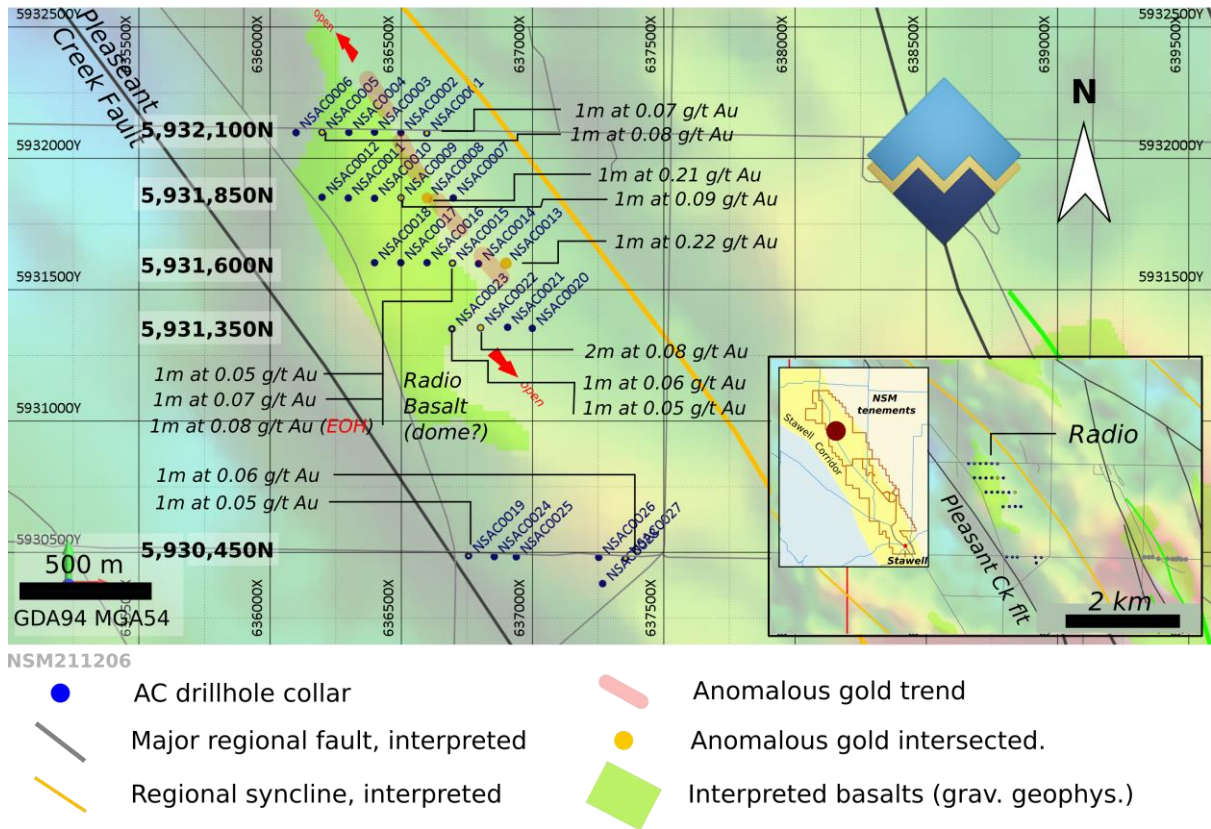 5932500Y
5932500Y
635500X
636000X
636500X
637000X
637500X
638000X
638500X
639000X
639500X
Pleasant
Creek Fault
open
N
NSAC0006
NSAC0005
NSAC0004
NSAC0003
NSAC0002
NSAC0001
5,932,100N
1m at 0.07 g/t Au
1m at 0.08 g/t Au
5932000Y
5932000Y
NSAC0012
NSAC0011
NSAC0010
NSAC0009
NSAC0008
NSAC0007
5,931,850N
1m at 0.21 g/t Au
1m at 0.09 g/t Au
NSAC0018
NSAC0017
NSAC0016
NSAC0015
NSAC0014
NSAC0013
5,931,600N
1m at 0.22 g/t Au
5931500Y
5931500Y
NSAC0023
NSAC0022
NSAC0021
NSAC0020
5,931,350N
2m at 0.08 g/t Au
1m at 0.06 g/t Au
1m at 0.05 g/t Au
open
1m at 0.05 g/t Au
1m at 0.07 g/t Au
1m at 0.08 g/t Au (EOH)
Radio
Basalt
(dome?)
5931000Y
1m at 0.06 g/t Au
1m at 0.05 g/t Au
NSAC0019
NSAC0024
NSAC0025
NSAC0026
NSAC0027
5930500Y
5,930,450N
636000X
636500X
637000X
637500X
500 m
GDA94 MGA54
NSM
tenements
Stawell Corridor
Stawell
Radio
Pleasant Ck flt
2 km
NSM211206
AC drillhole collar
Anomalous gold trend
Major regional fault, interpreted
Anomalous gold intersected.
Regional syncline, interpreted
Interpreted basalts (grav. geophys.)